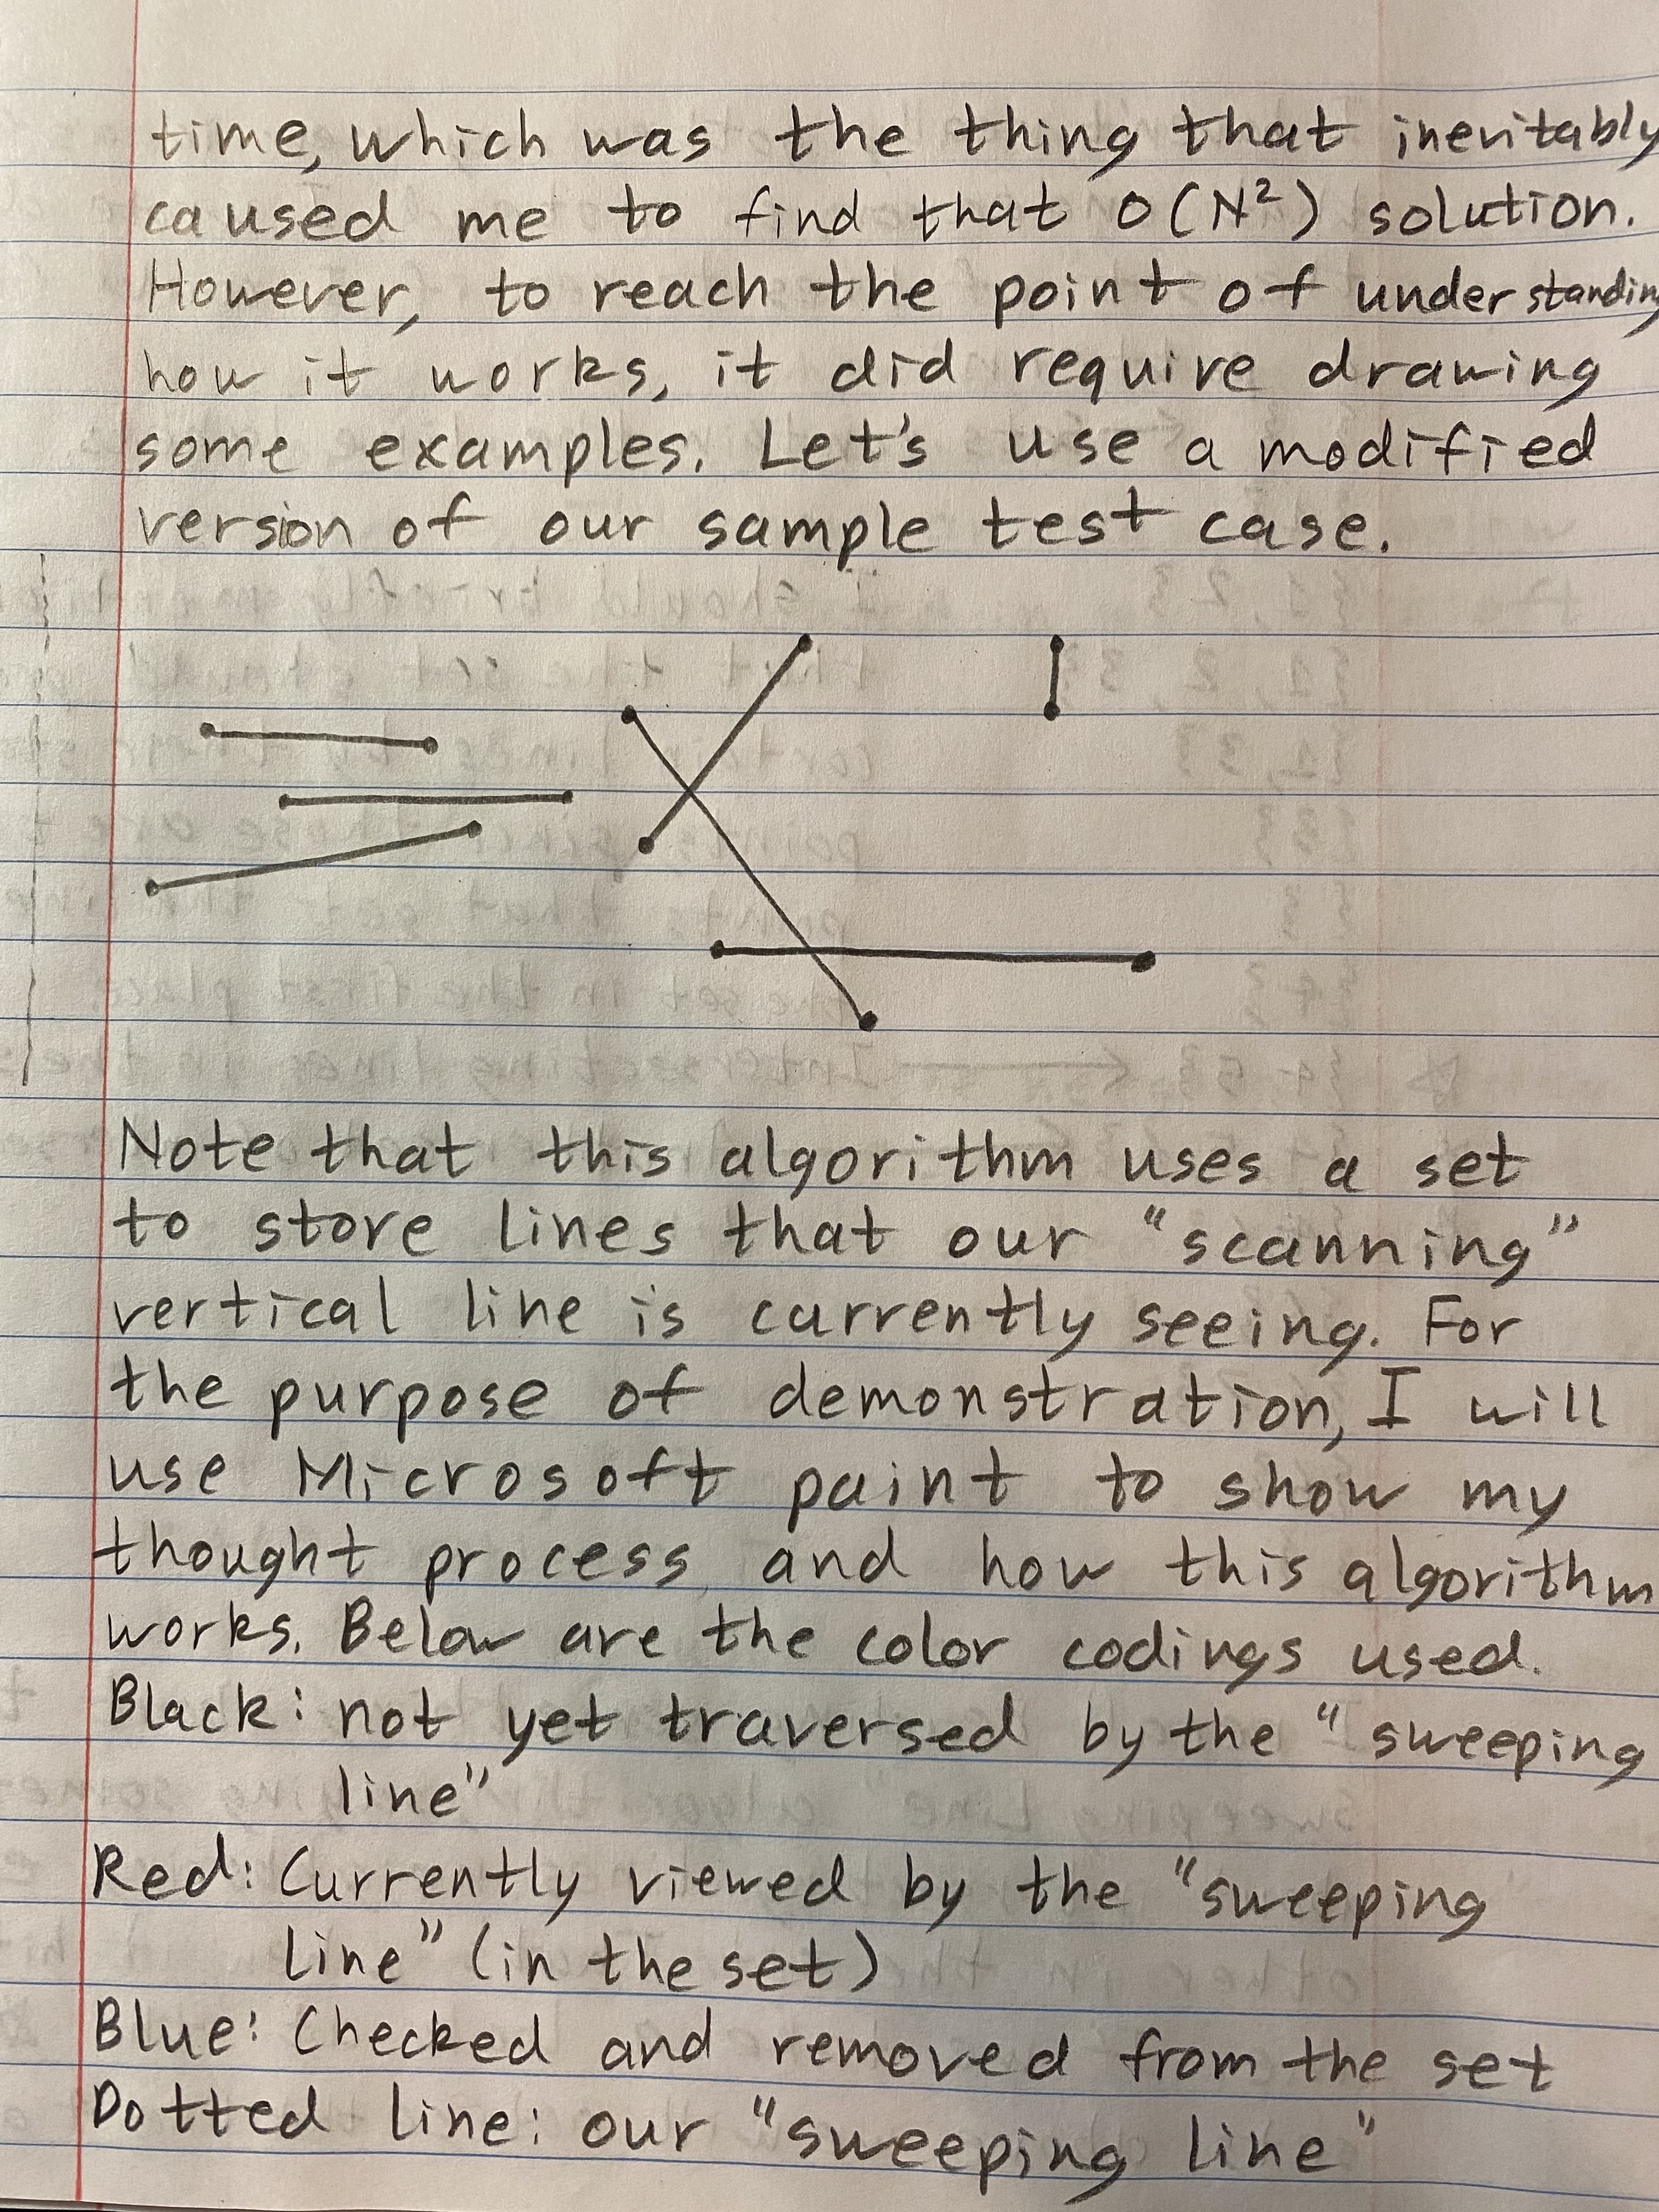 time, which was the thing that inevitably
caused me to find that O(N²) solution.
However, to reach the point of understanding
how it works, it did require drawing
some examples. Let's use a modified
version of our sample test case.
Note that this algorithm uses a set
to store lines that our "scanning"
vertical line is currently seeing. For
the purpose of demonstration, I will
use Microsoft paint to show my
thought process and how this algorithm
works. Below are the color codings used.
Black: not yet traversed by the "sweeping
line"
Red: Currently viewed by the "sweeping
line" (in the set)
Blue: Checked and removed from the set
Dotted line: our "sweeping line"